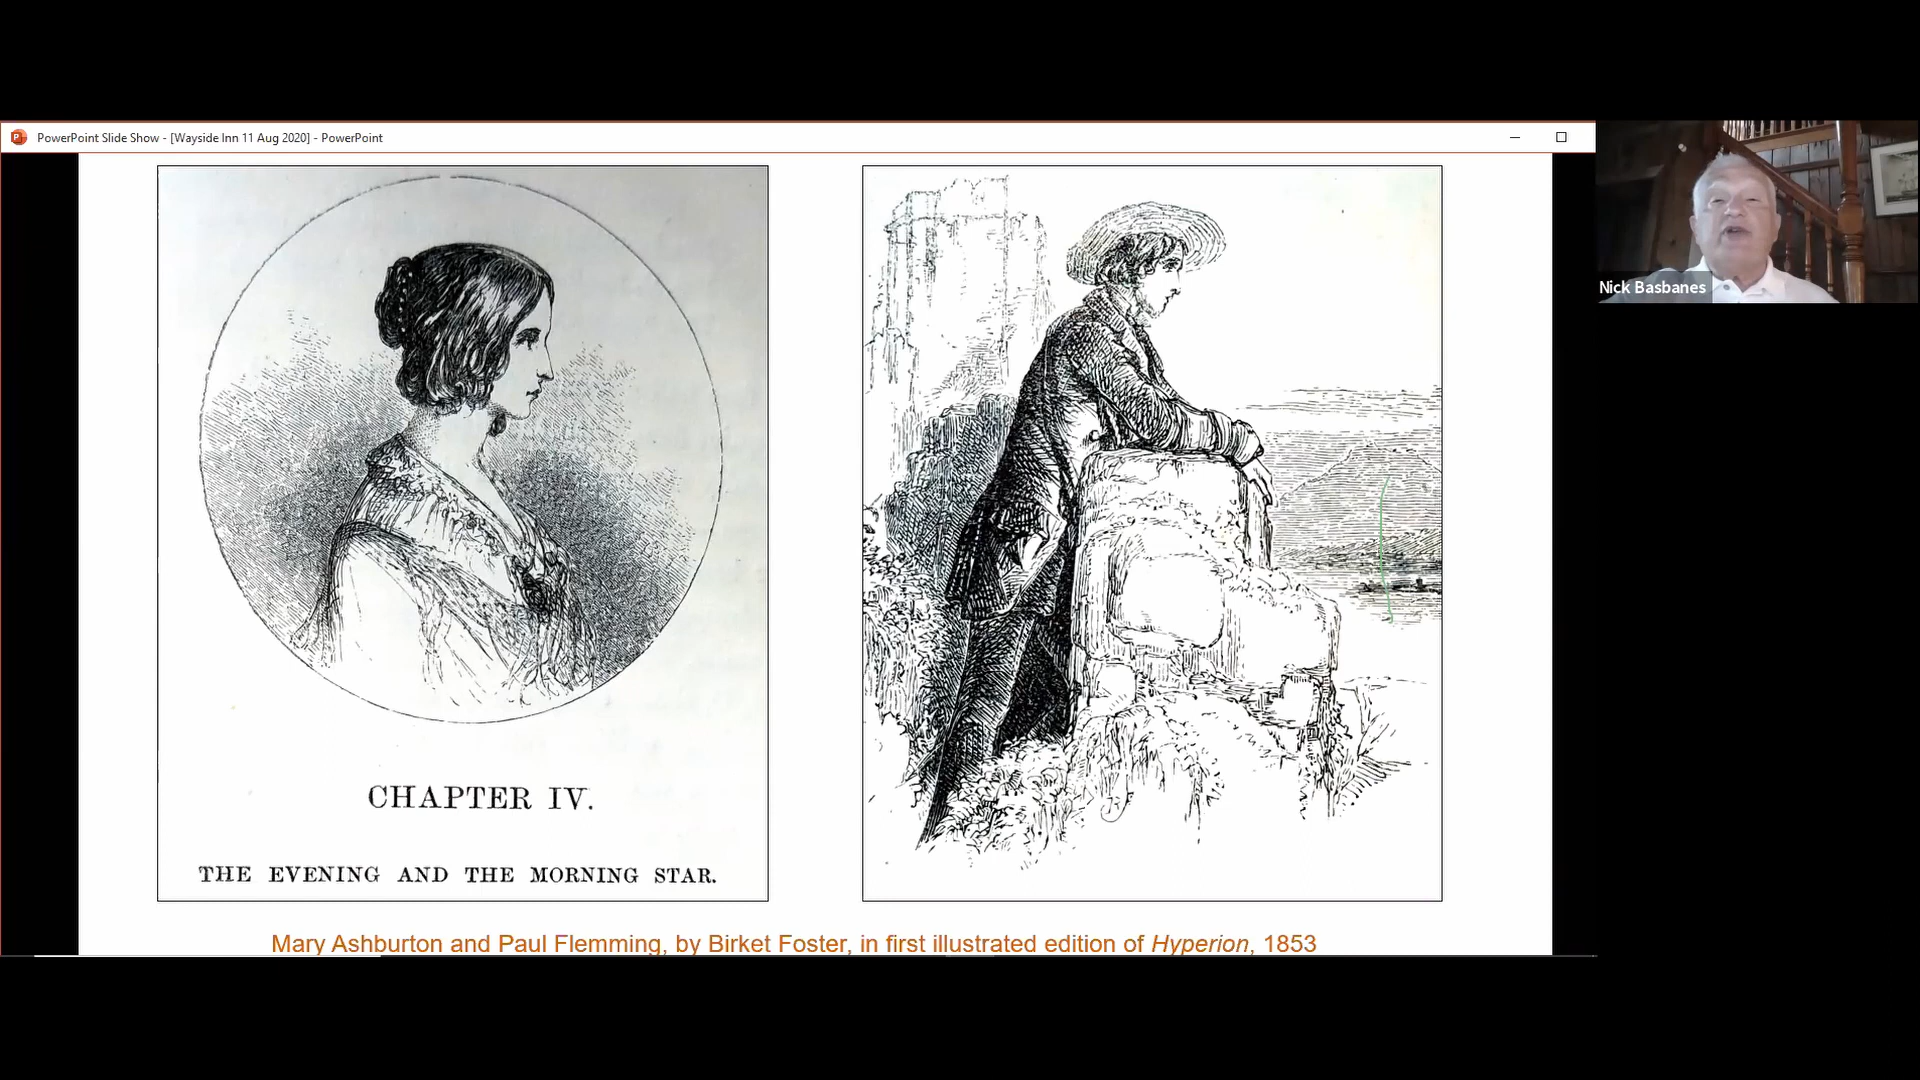 PowerPoint Slide Show - [Wayside Inn 11 Aug 2020] - PowerPoint
Nick Basbanes
CHAPTER IV.
THE EVENING AND THE MORNING STAR.
Mary Ashburton and Paul Flemming, by Birket Foster, in first illustrated edition of Hyperion, 1853